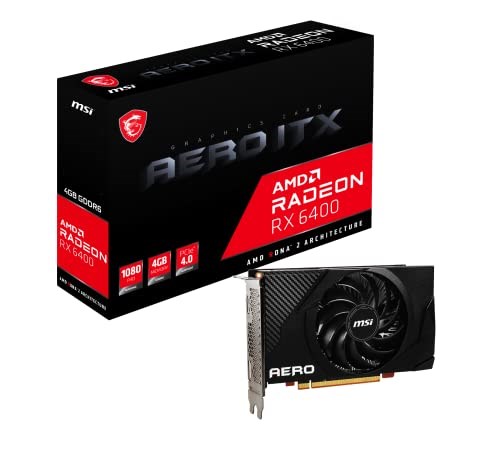 msi
GRAPHICS CARD
AERO ITX
4GB GDDR6
AMD
RADEON
RX 6400
AMD RDNA 2 ARCHITECTURE
RADEON
RX 6400
1080
4GB
MEMORY
PCIe
4.0
msi
AERO